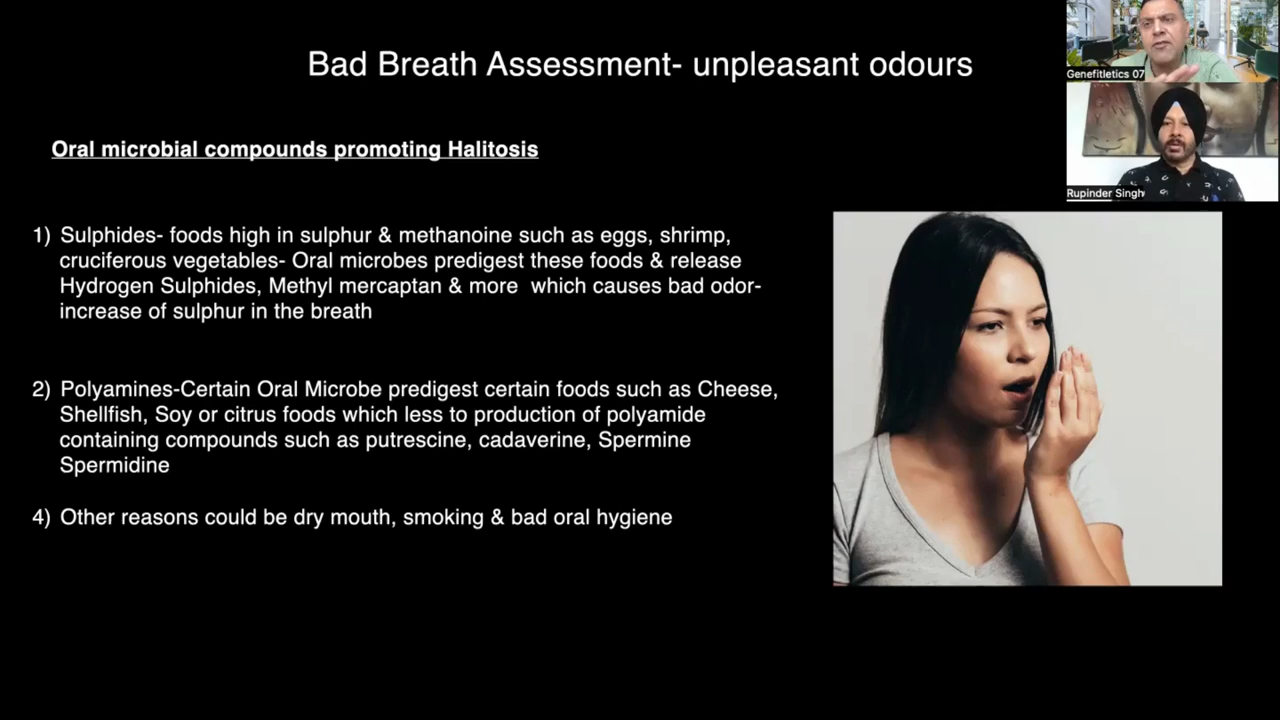 Bad Breath Assessment- unpleasant odours
Genefitletics 07
Rupinder Singh
Oral microbial compounds promoting Halitosis
1) Sulphides- foods high in sulphur & methanoine such as eggs, shrimp,
cruciferous vegetables- Oral microbes predigest these foods & release
Hydrogen Sulphides, Methyl mercaptan & more  which causes bad odor-
increase of sulphur in the breath
2) Polyamines-Certain Oral Microbe predigest certain foods such as Cheese,
Shellfish, Soy or citrus foods which less to production of polyamide
containing compounds such as putrescine, cadaverine, Spermine
Spermidine
4) Other reasons could be dry mouth, smoking & bad oral hygiene